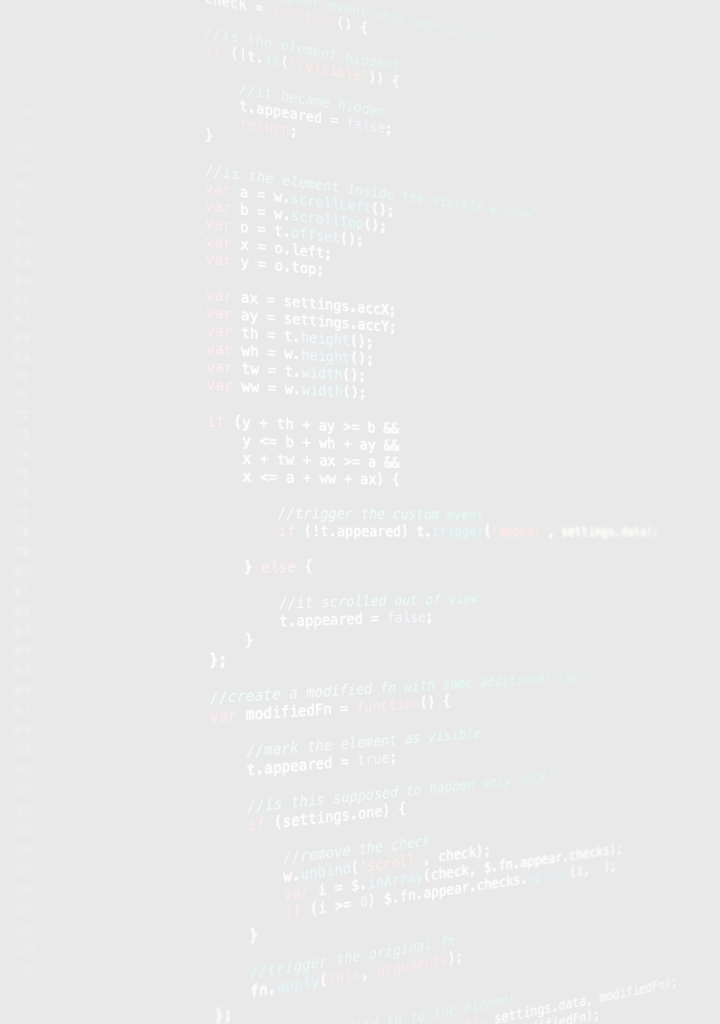 event when appropriate
check = function() {
//is the element hidden?
if (!t.is(':visible')) {
//it became hidden
t.appeared = false;
return;
}
//is the element inside the visible window?
var a = w.scrollLeft();
var b = w.scrollTop();
var o = t.offset();
var x = o.left;
var y = o.top;
var ax = settings.accX;
var ay = settings.accY;
var th = t.height();
var wh = w.height();
var tw = t.width();
var ww = w.width();
if (y + th + ay >= b &&
y <= b + wh + ay &&
x + tw + ax >= a &&
x <= a + ww + ax) {
//trigger the custom event
if (!t.appeared) t.trigger('appear', settings.data);
} else {
//it scrolled out of view
t.appeared = false;
}
};
//create a modified fn with some additional logic
var modifiedFn = function() {
//mark the element as visible
t.appeared = true;
//is this supposed to happen only once?
if (settings.one) {
//remove the check
w.unbind('scroll', check);
var i = $.inArray(check, $.fn.appear.checks);
if (i >= 0) $.fn.appear.checks.splice(i, 1);
}
//trigger the original fn
fn.apply(this, arguments);
};
fn to the element
settings.data, modifiedFn);